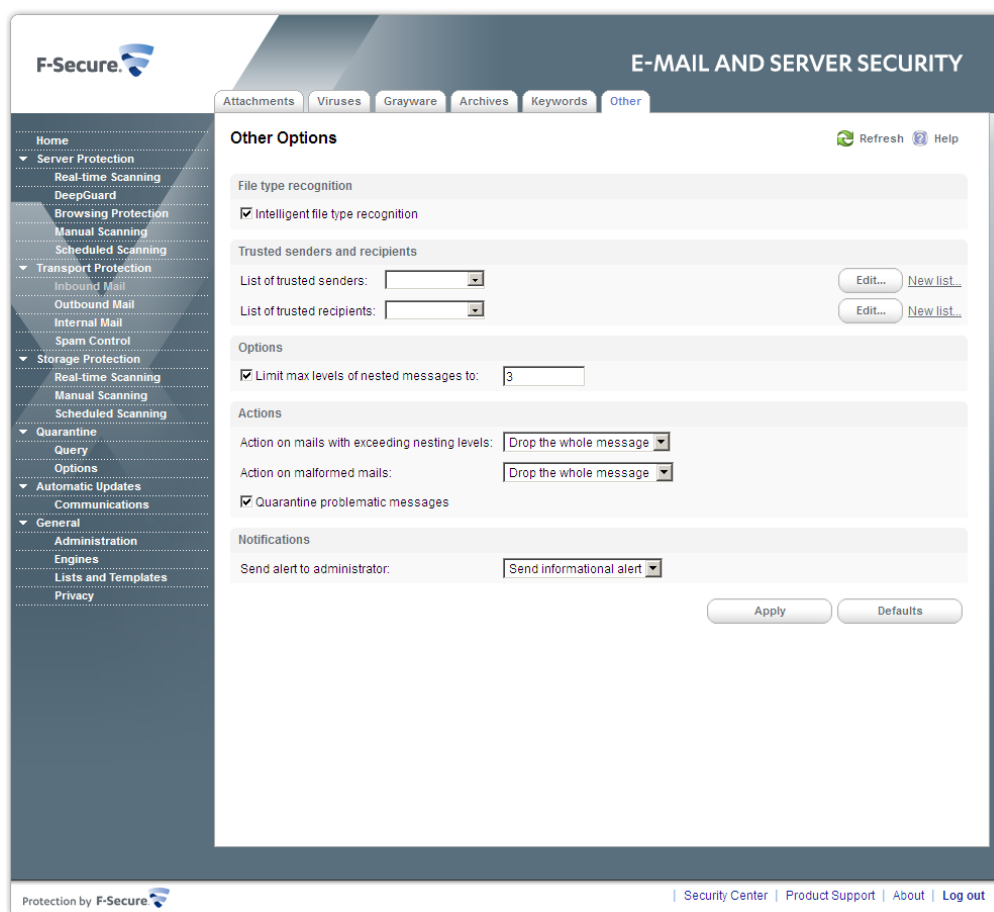 F-Secure.
E-MAIL AND SERVER SECURITY
Attachments Viruses Grayware Archives Keywords Other
Home
Server Protection
Real-time Scanning
DeepGuard
Browsing Protection
Manual Scanning
Scheduled Scanning
Transport Protection
Inbound Mail
Outbound Mail
Internal Mail
Spam Control
Storage Protection
Real-time Scanning
Manual Scanning
Scheduled Scanning
Quarantine
Query
Options
Automatic Updates
Communications
General
Administration
Engines
Lists and Templates
Privacy
Other Options
Refresh Help
File type recognition
Intelligent file type recognition
Trusted senders and recipients
List of trusted senders: Edit... New list...
List of trusted recipients: Edit... New list...
Options
Limit max levels of nested messages to: 3
Actions
Action on mails with exceeding nesting levels: Drop the whole message
Action on malformed mails: Drop the whole message
Quarantine problematic messages
Notifications
Send alert to administrator: Send informational alert
Apply Defaults
Protection by F-Secure.
| Security Center | Product Support | About | Log out